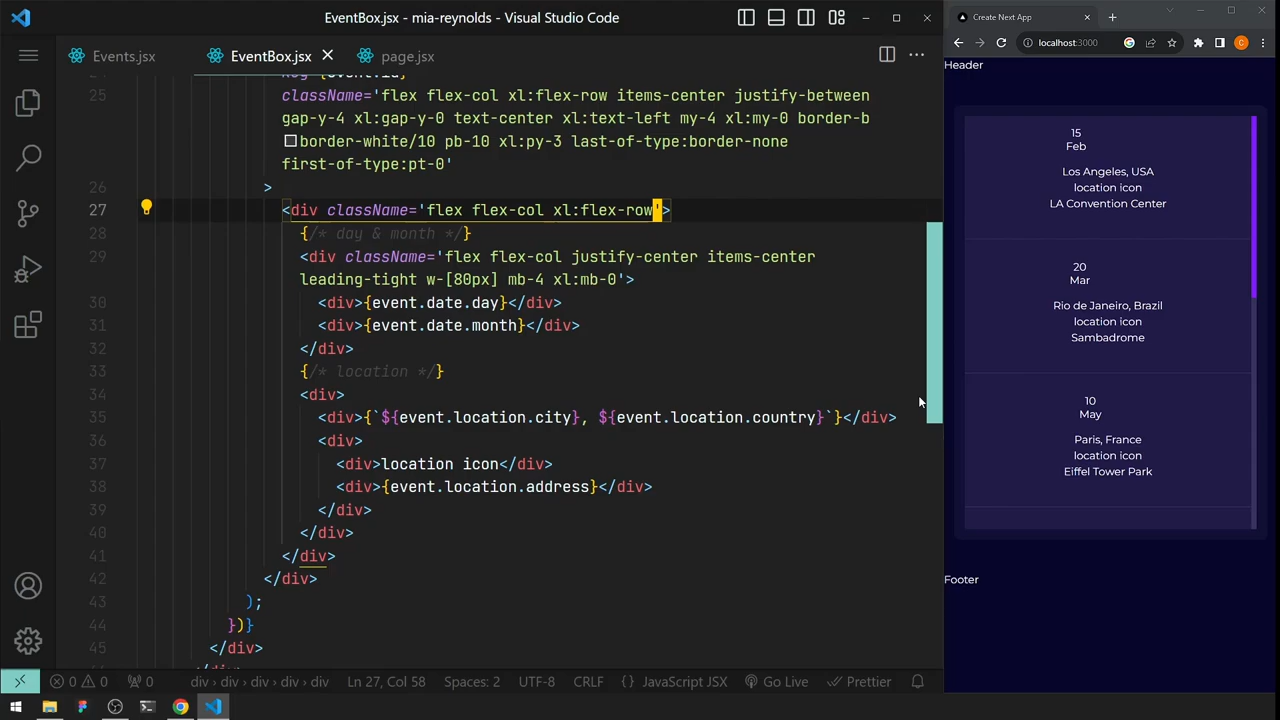 EventBox.jsx - mia-reynolds - Visual Studio Code
Events.jsx
EventBox.jsx
page.jsx
25 className='flex flex-col xl:flex-row items-center justify-between
gap-y-4 xl:gap-y-0 text-center xl:text-left my-4 xl:my-0 border-b
border-white/10 pb-10 xl:py-3 last-of-type:border-none
first-of-type:pt-0'
26 >
27 <div className='flex flex-col xl:flex-row'>
28 {/* day & month */}
29 <div className='flex flex-col justify-center items-center
leading-tight w-[80px] mb-4 xl:mb-0'>
30 <div>{event.date.day}</div>
31 <div>{event.date.month}</div>
32 </div>
33 {/* location */}
34 <div>
35 <div>{`${event.location.city}, ${event.location.country}`}</div>
36 <div>
37 <div>location icon</div>
38 <div>{event.location.address}</div>
39 </div>
40 </div>
41 </div>
42 </div>
43 );
44 })}
45 </div>
0 0 0 div › div › div › div › div Ln 27, Col 58 Spaces: 2 UTF-8 CRLF {} JavaScript JSX Go Live Prettier
Create Next App
localhost:3000
Header
15
Feb
Los Angeles, USA
location icon
LA Convention Center
20
Mar
Rio de Janeiro, Brazil
location icon
Sambadrome
10
May
Paris, France
location icon
Eiffel Tower Park
Footer